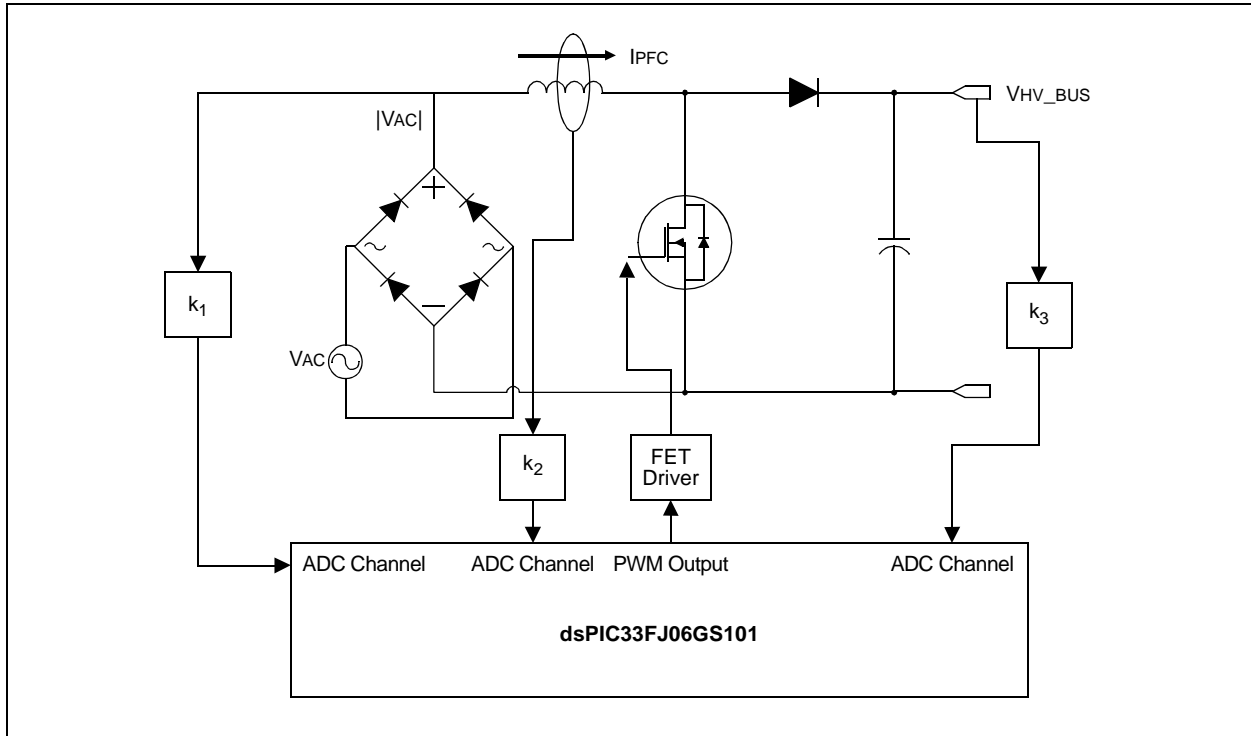 IPFC
VHV_BUS
|VAC|
+
~ ~
−
k1
k3
VAC
k2
FET
Driver
ADC Channel ADC Channel PWM Output ADC Channel
dsPIC33FJ06GS101